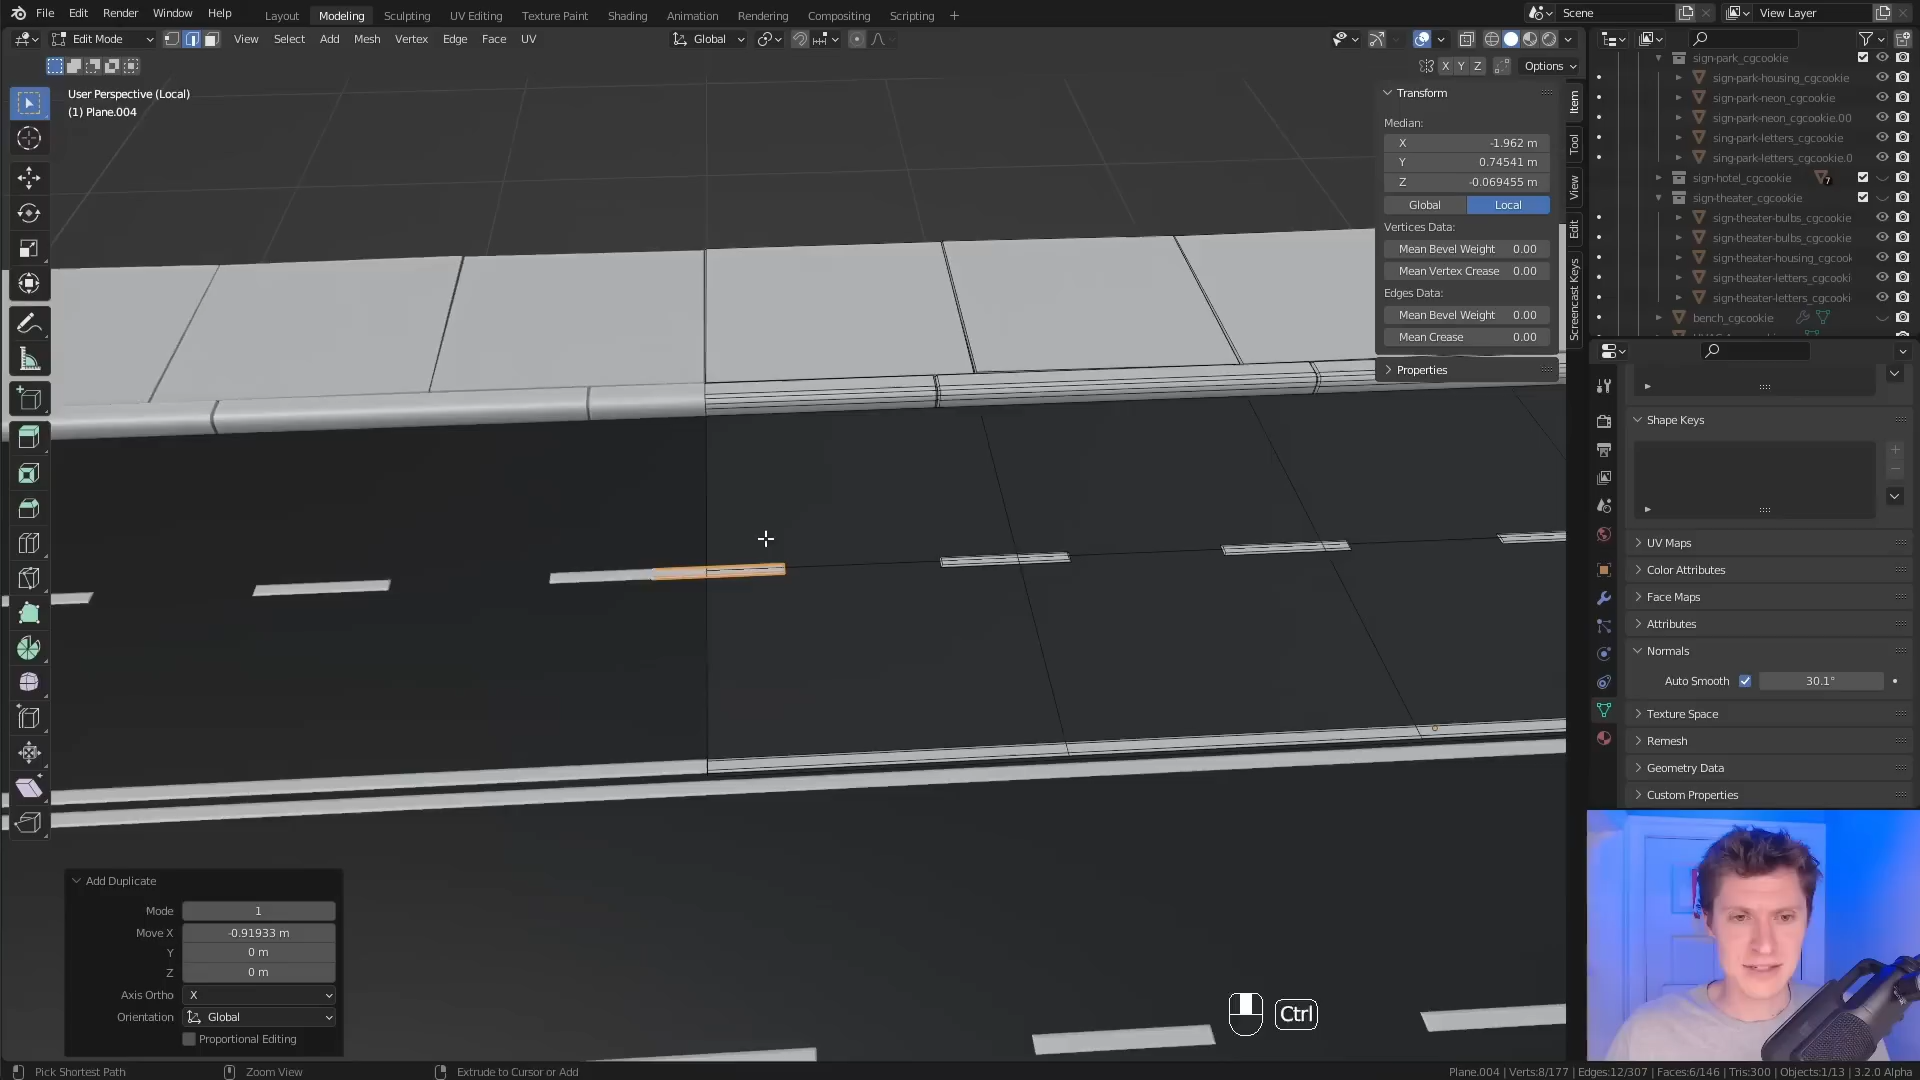 File Edit Render Window Help
Layout Modeling Sculpting UV Editing Texture Paint Shading Animation Rendering Compositing Scripting +
Scene
View Layer
Edit Mode View Select Add Mesh Vertex Edge Face UV
Global
X Y Z Options
User Perspective (Local)
(1) Plane.004
Transform
Median:
X -1.962 m
Y 0.74541 m
Z -0.069455 m
Global Local
Vertices Data:
Mean Bevel Weight 0.00
Mean Vertex Crease 0.00
Edges Data:
Mean Bevel Weight 0.00
Mean Crease 0.00
Properties
Item
Tool
View
Edit
Screencast Keys
sign-park_cgcookie
sign-park-housing_cgcookie
sign-park-neon_cgcookie
sign-park-neon_cgcookie.00
sing-park-letters_cgcookie
sing-park-letters_cgcookie.0
sign-hotel_cgcookie 7
sign-theater_cgcookie
sign-theater-bulbs_cgcookie
sign-theater-bulbs_cgcookie
sign-theater-housing_cgcook
sign-theater-letters_cgcooki
sign-theater-letters_cgcooki
bench_cgcookie
Shape Keys
UV Maps
Color Attributes
Face Maps
Attributes
Normals
Auto Smooth 30.1°
Texture Space
Remesh
Geometry Data
Custom Properties
Add Duplicate
Mode 1
Move X -0.91933 m
Y 0 m
Z 0 m
Axis Ortho X
Orientation Global
Proportional Editing
Ctrl
Pick Shortest Path Zoom View Extrude to Cursor or Add
Plane.004 | Verts:8/177 | Edges:12/307 | Faces:6/146 | Tris:300 | Objects:1/13 | 3.2.0 Alpha